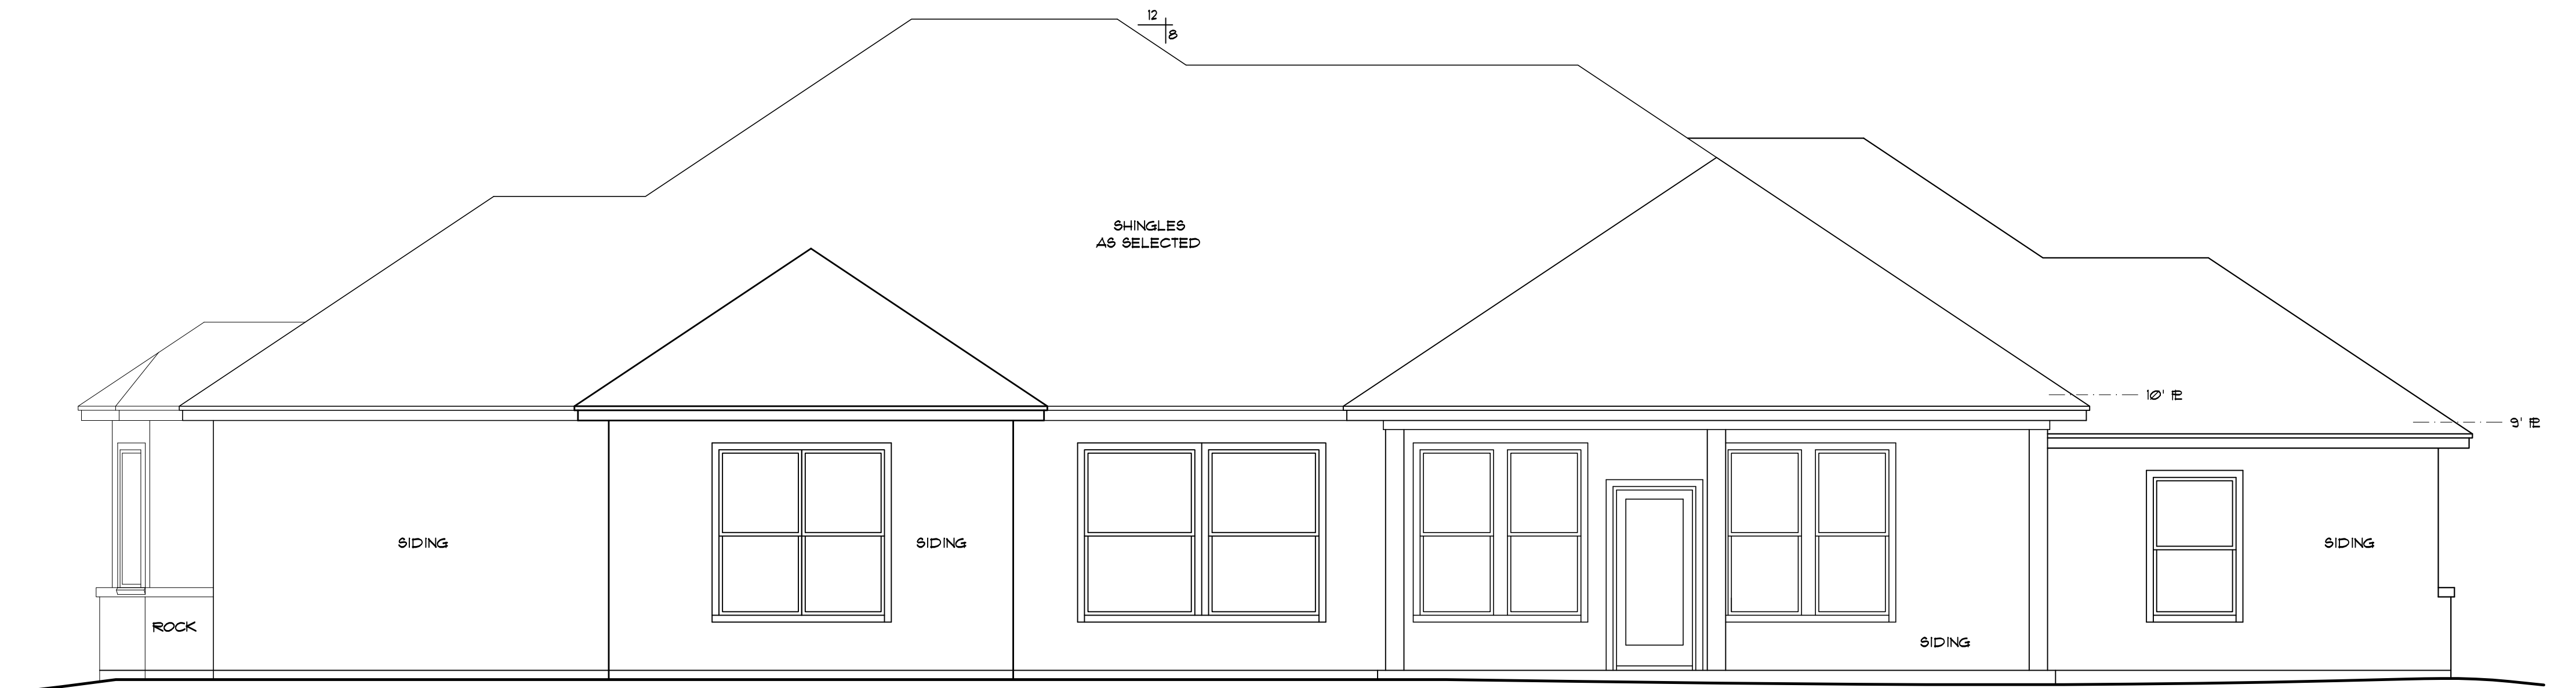 12
8
SHINGLES
AS SELECTED
10' PL
9' PL
SIDING
SIDING
SIDING
ROCK
SIDING